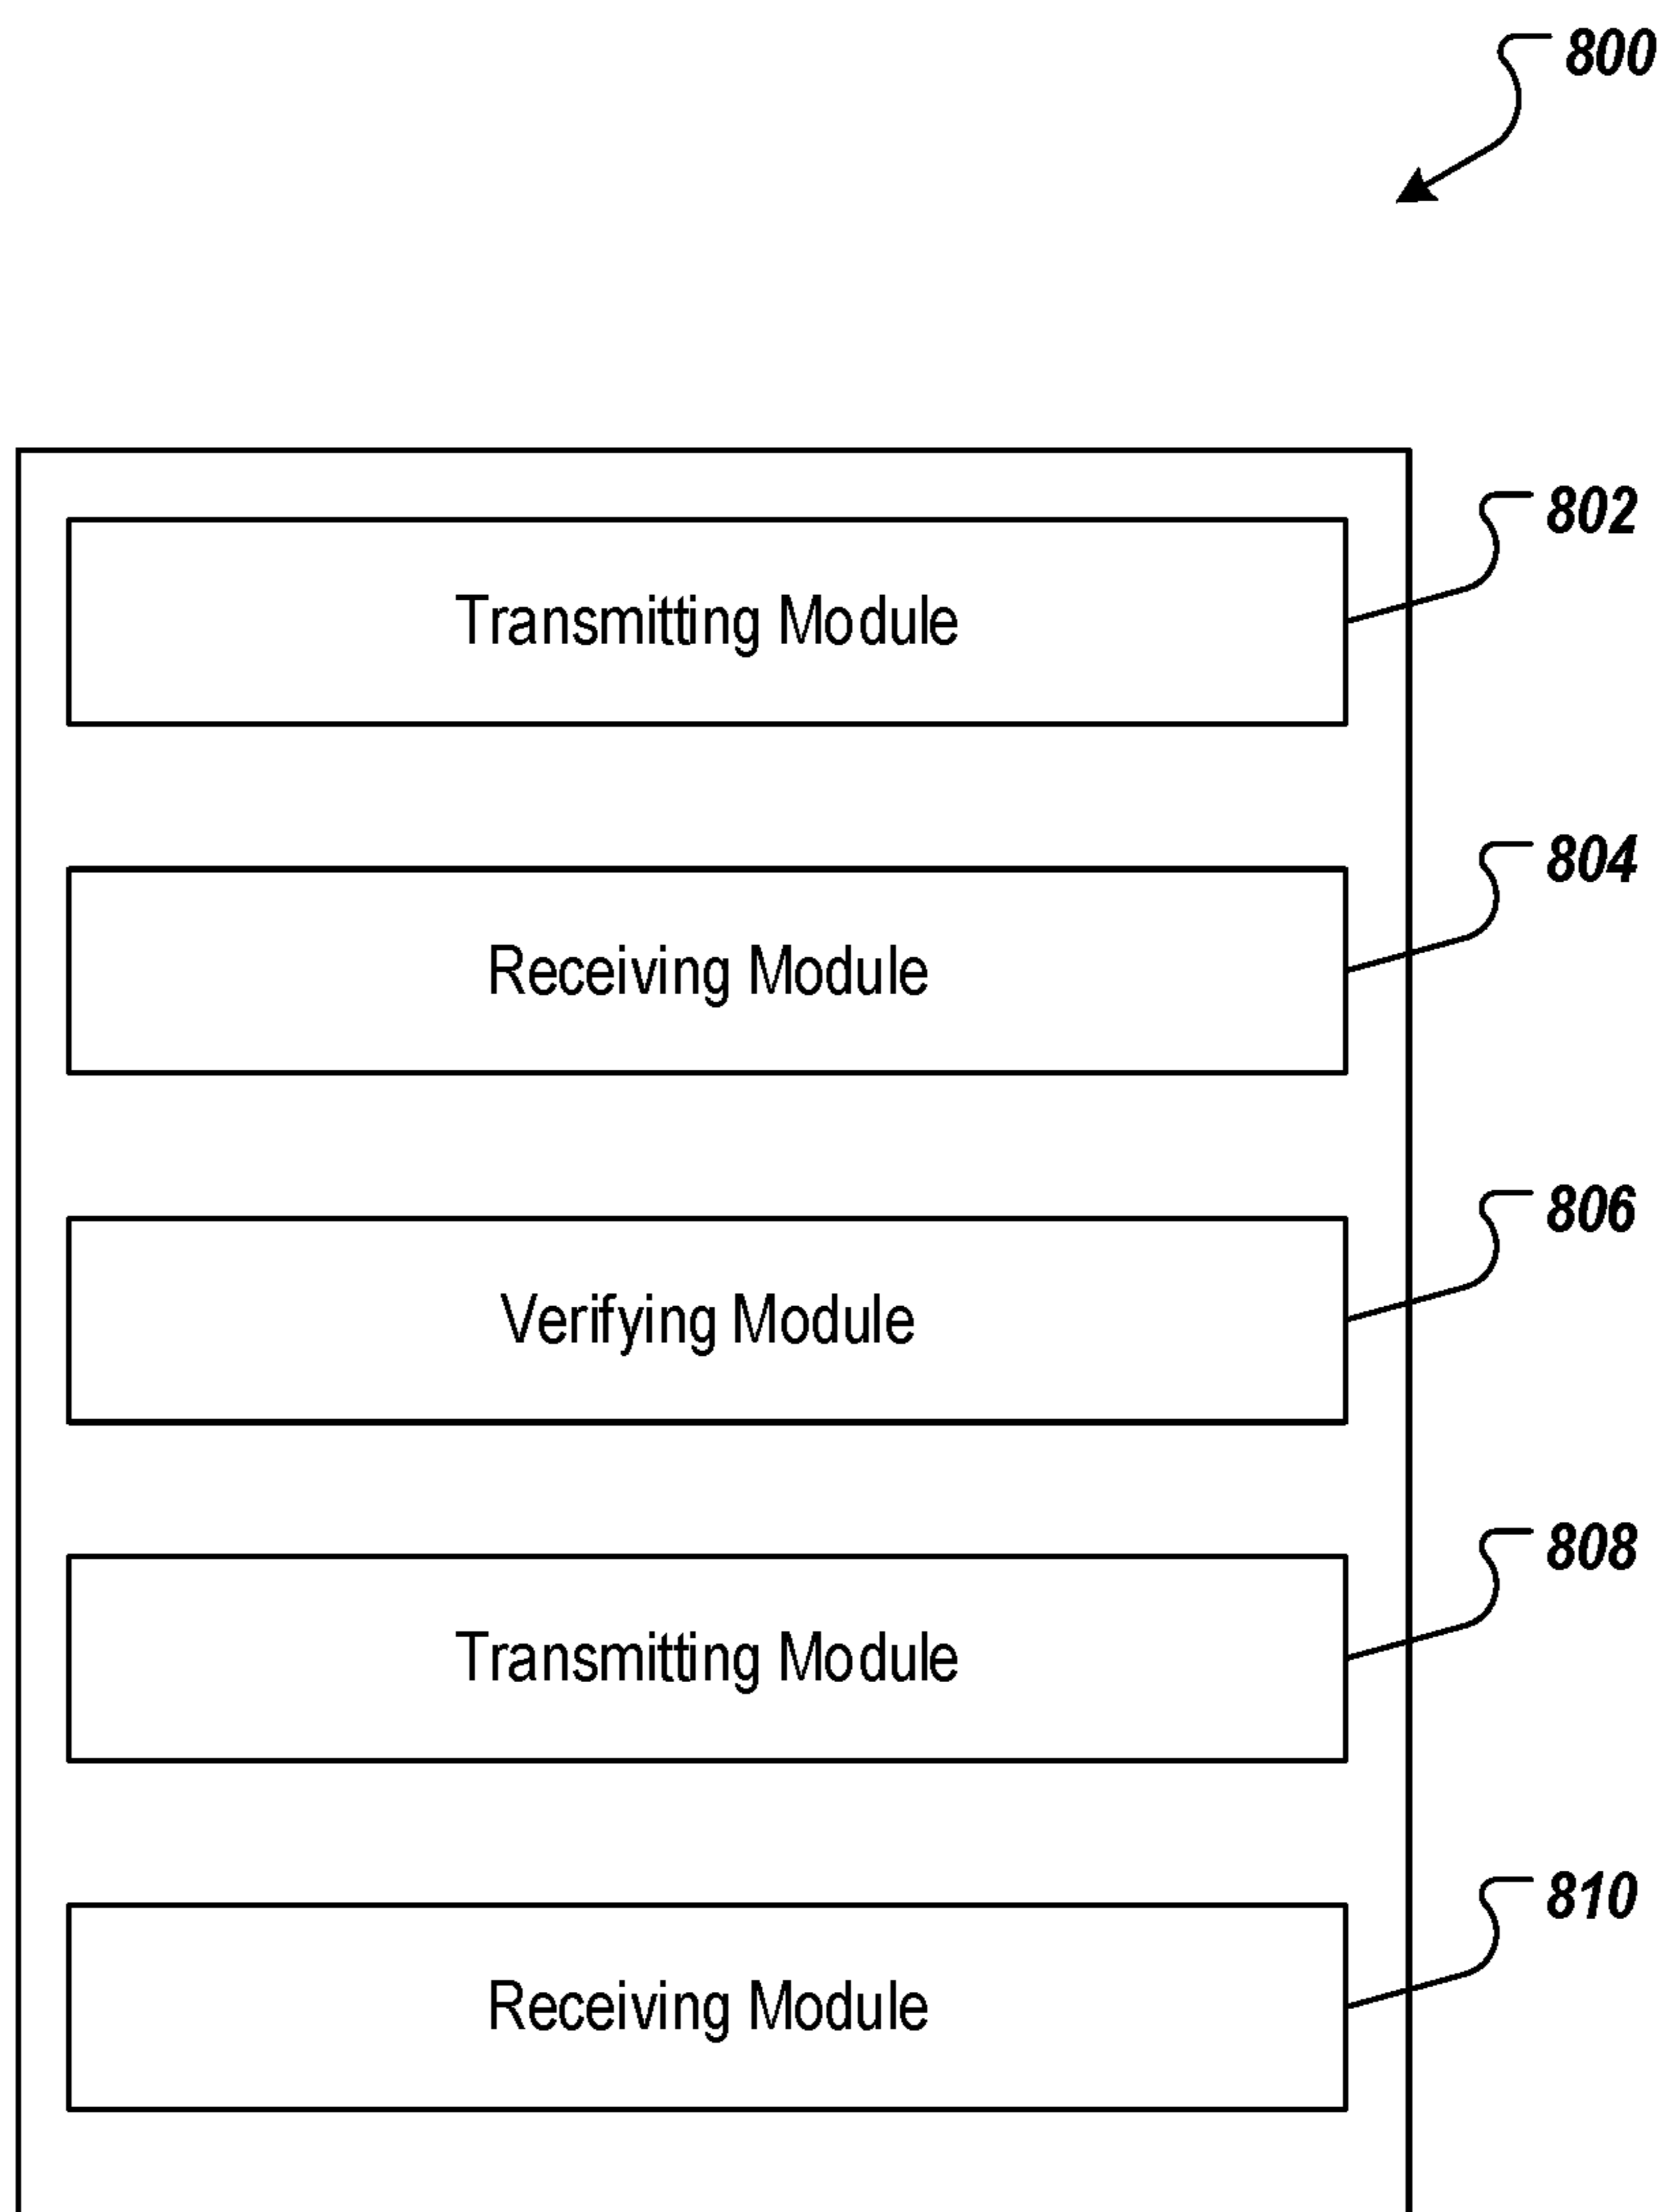 800
802
Transmitting Module
804
Receiving Module
806
Verifying Module
808
Transmitting Module
810
Receiving Module